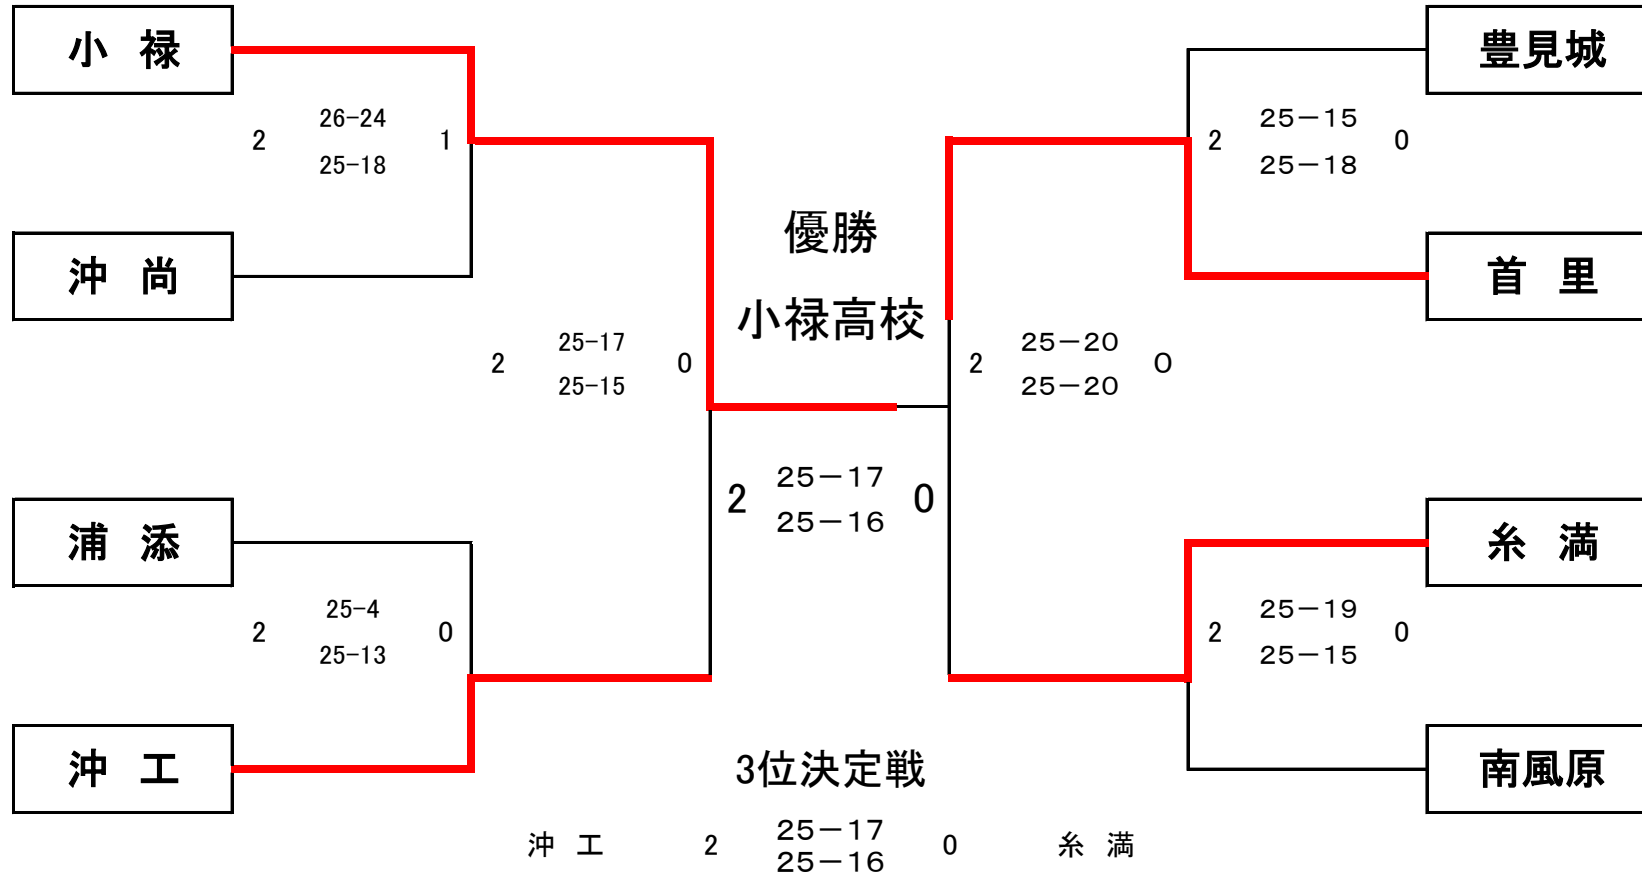 小 禄
豊見城
26-24
2 1
25-18
25－15
2 0
25－18
優勝
沖 尚
首 里
小禄高校
25-17
2 0
25-15
25－20
2 0
25－20
25－17
2 0
25－16
浦 添
糸 満
25-4
2 0
25-13
25－19
2 0
25－15
沖 工
南風原
3位決定戦
25－17
沖 工 2 0 糸 満
25－16